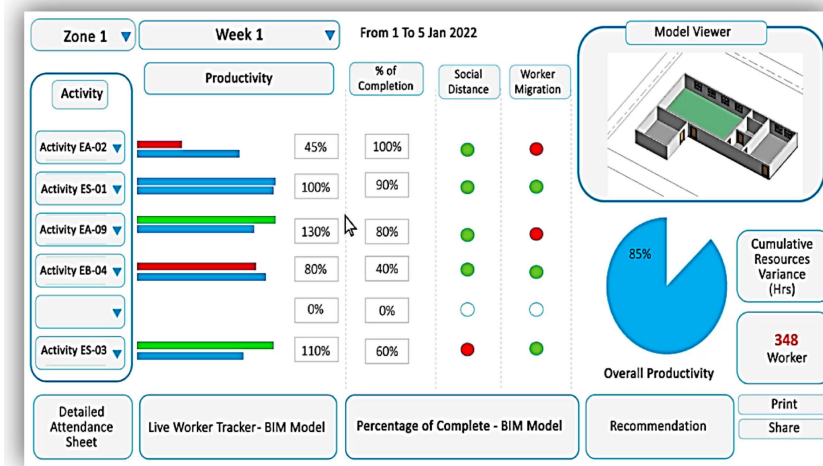 Zone 1
Week 1
From 1 To 5 Jan 2022
Model Viewer
Activity
Productivity
% of
Completion
Social
Distance
Worker
Migration
Activity EA-02
45%
100%
Activity ES-01
100%
90%
Activity EA-09
130%
80%
Activity EB-04
80%
40%
0%
0%
Activity ES-03
110%
60%
85%
Overall Productivity
Cumulative
Resources
Variance
(Hrs)
348
Worker
Detailed
Attendance
Sheet
Live Worker Tracker- BIM Model
Percentage of Complete - BIM Model
Recommendation
Print
Share